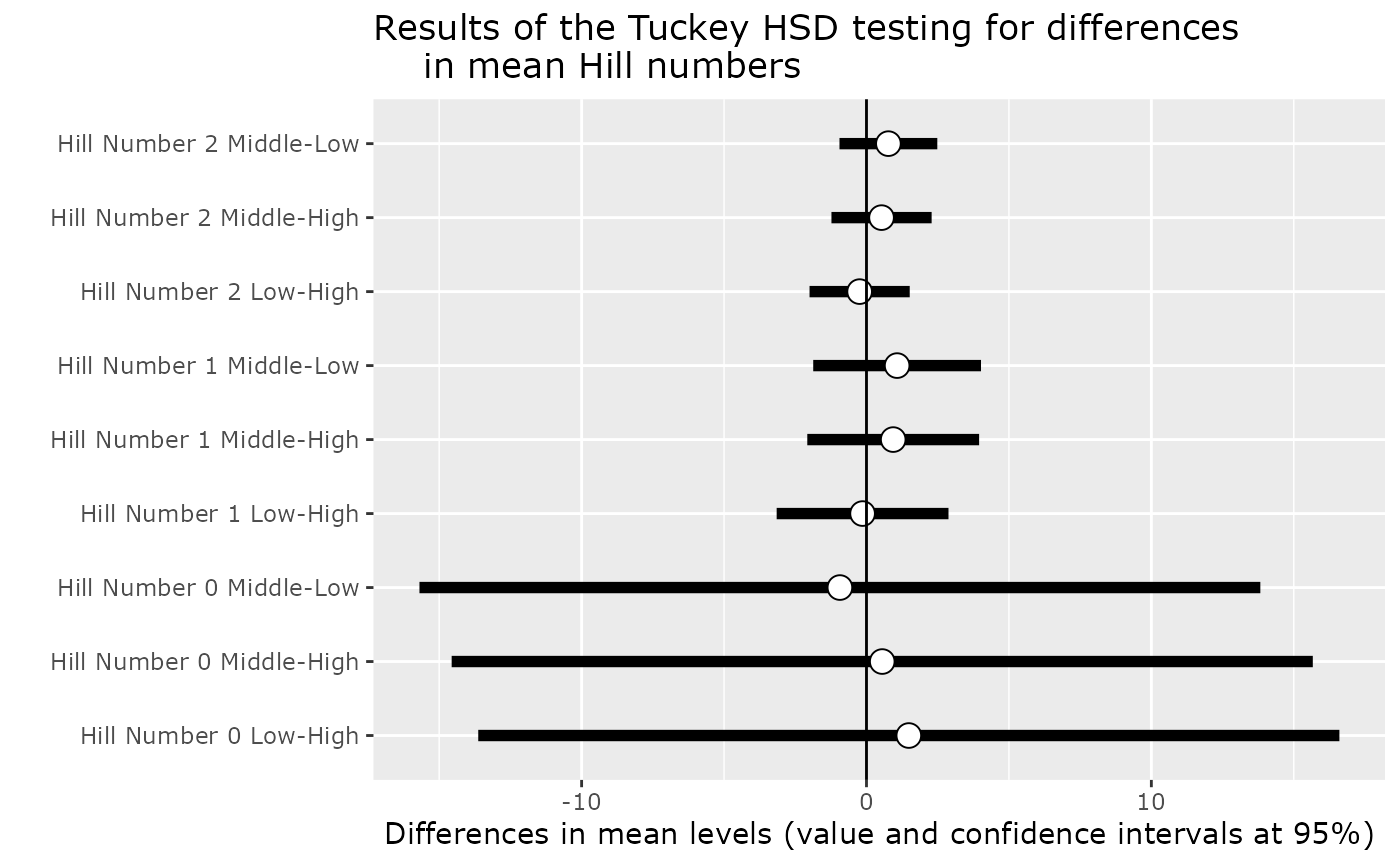 Results of the Tuckey HSD testing for differences
in mean Hill numbers
Hill Number 2 Middle-Low
Hill Number 2 Middle-High
Hill Number 2 Low-High
Hill Number 1 Middle-Low
Hill Number 1 Middle-High
Hill Number 1 Low-High
Hill Number 0 Middle-Low
Hill Number 0 Middle-High
Hill Number 0 Low-High
-10 0 10
Differences in mean levels (value and confidence intervals at 95%)